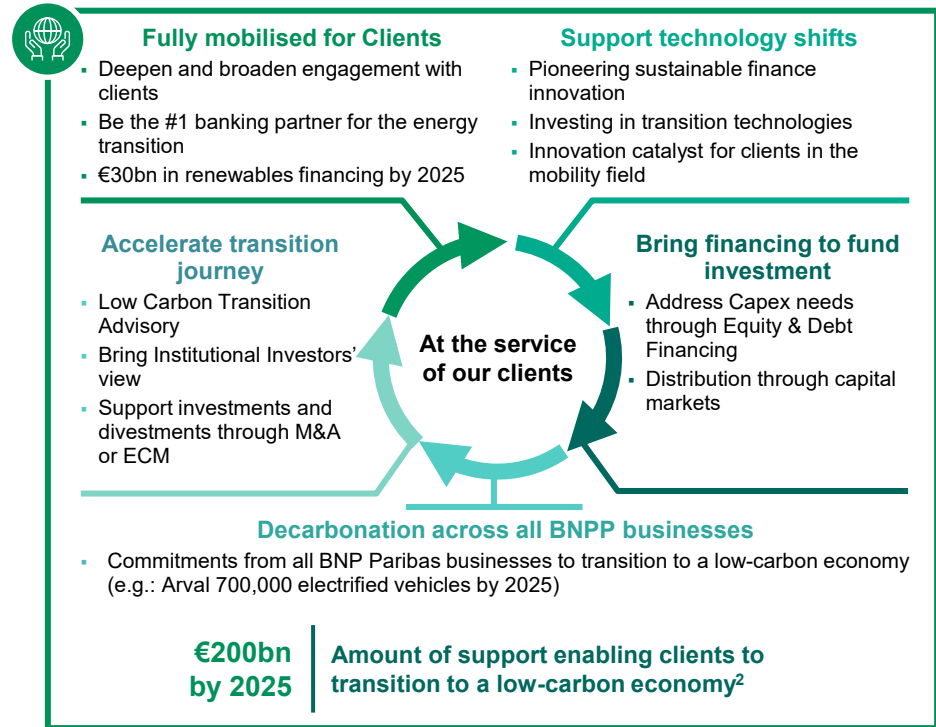 Fully mobilised for Clients
▪ Deepen and broaden engagement with
clients
▪ Be the #1 banking partner for the energy
transition
▪ €30bn in renewables financing by 2025
Support technology shifts
▪ Pioneering sustainable finance
innovation
▪ Investing in transition technologies
▪ Innovation catalyst for clients in the
mobility field
Accelerate transition
journey
▪ Low Carbon Transition
Advisory
▪ Bring Institutional Investors'
view
▪ Support investments and
divestments through M&A
or ECM
At the service
of our clients
Bring financing to fund
investment
▪ Address Capex needs
through Equity & Debt
Financing
▪ Distribution through capital
markets
Decarbonation across all BNPP businesses
▪ Commitments from all BNP Paribas businesses to transition to a low-carbon economy
(e.g.: Arval 700,000 electrified vehicles by 2025)
€200bn
by 2025
Amount of support enabling clients to
transition to a low-carbon economy²